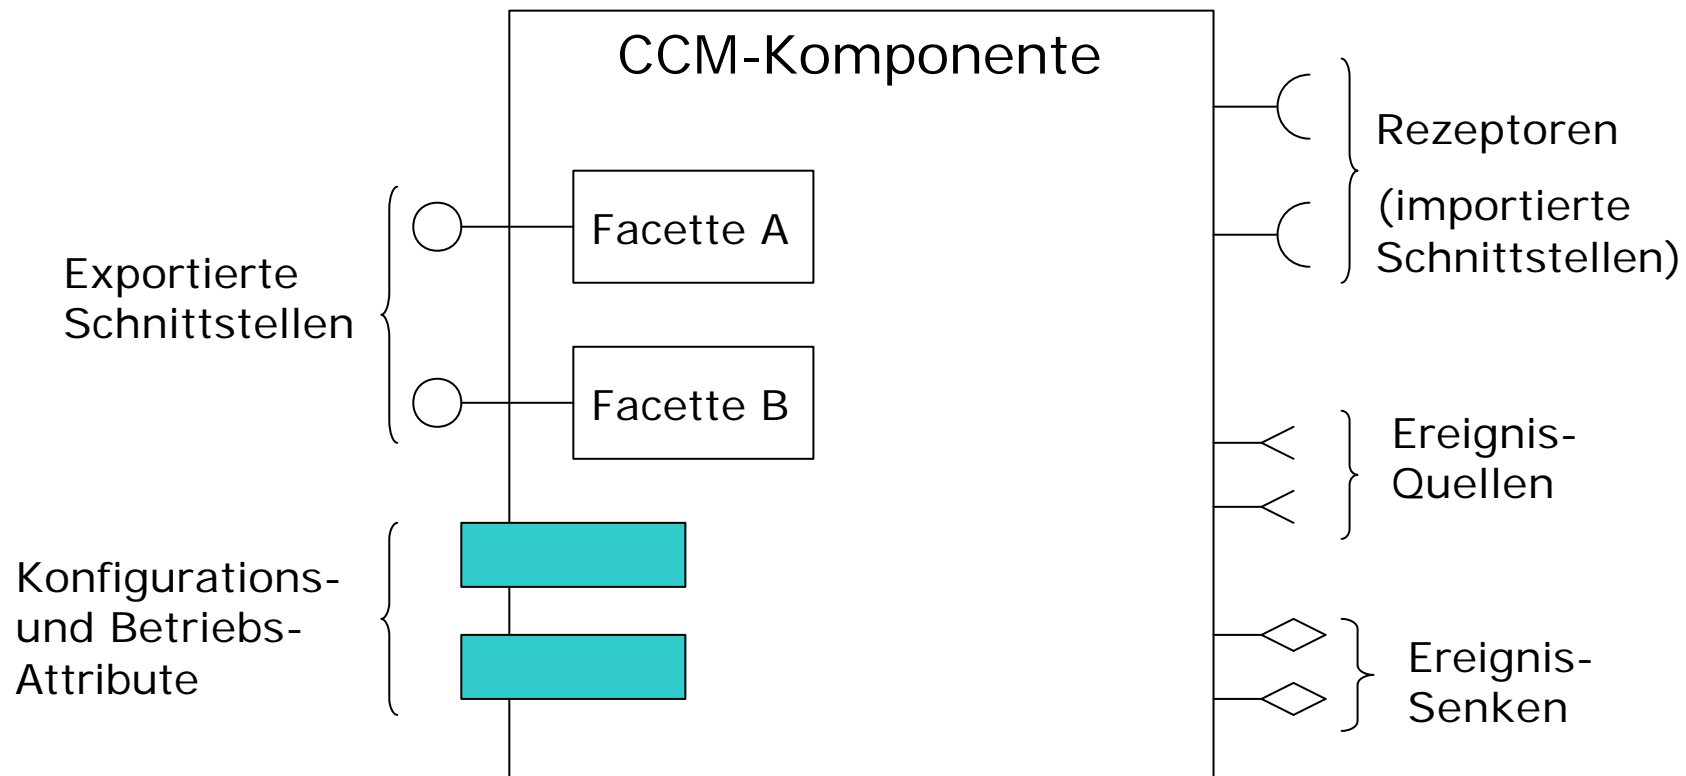 CCM-Komponente
Exportierte
Schnittstellen
Facette A
Facette B
Konfigurations-
und Betriebs-
Attribute
Rezeptoren
(importierte
Schnittstellen)
Ereignis-
Quellen
Ereignis-
Senken